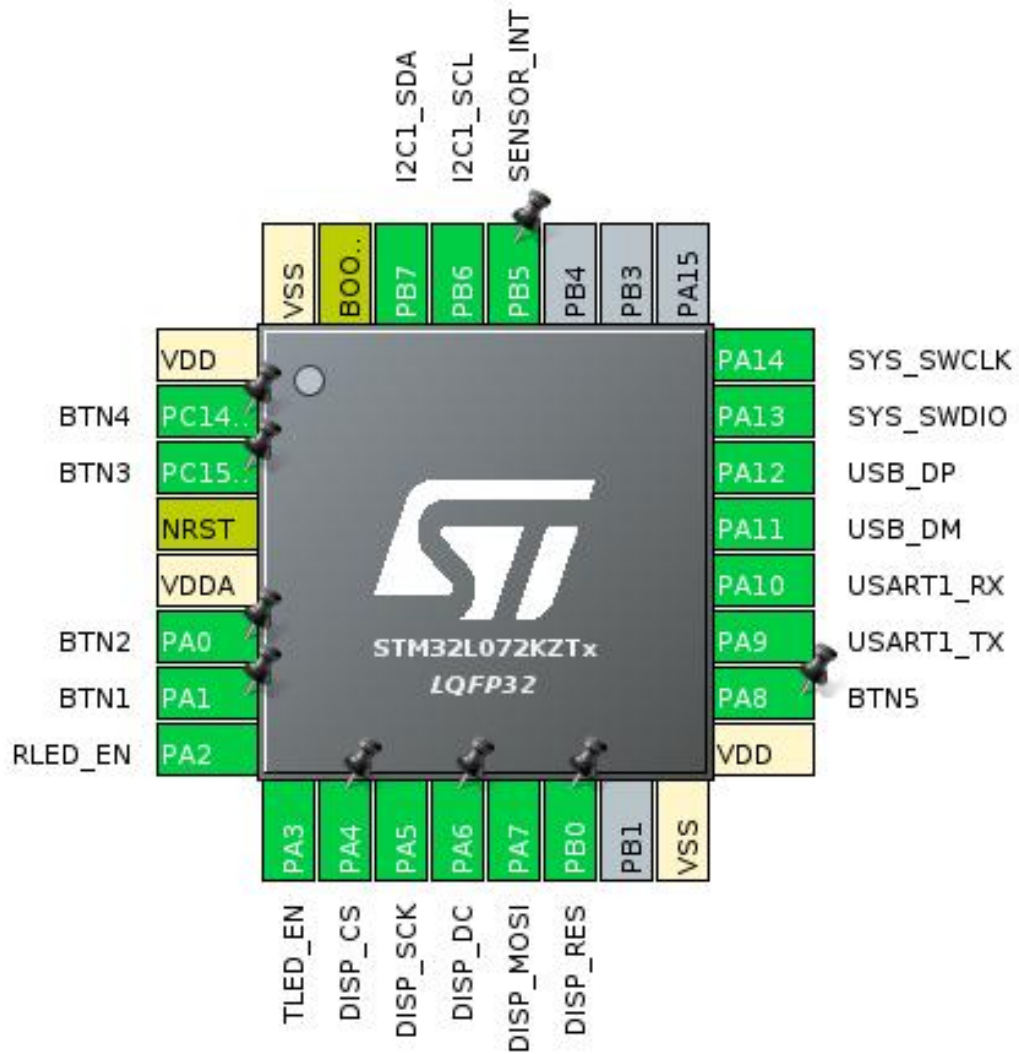 I2C1_SDA
I2C1_SCL
SENSOR_INT
VSS
BOO..
PB7
PB6
PB5
PB4
PB3
PA15
VDD
BTN4 PC14..
BTN3 PC15..
NRST
VDDA
BTN2 PA0
BTN1 PA1
RLED_EN PA2
ST
STM32L072KZTx
LQFP32
PA14 SYS_SWCLK
PA13 SYS_SWDIO
PA12 USB_DP
PA11 USB_DM
PA10 USART1_RX
PA9 USART1_TX
PA8 BTN5
VDD
PA3
PA4
PA5
PA6
PA7
PB0
PB1
VSS
TLED_EN
DISP_CS
DISP_SCK
DISP_DC
DISP_MOSI
DISP_RES